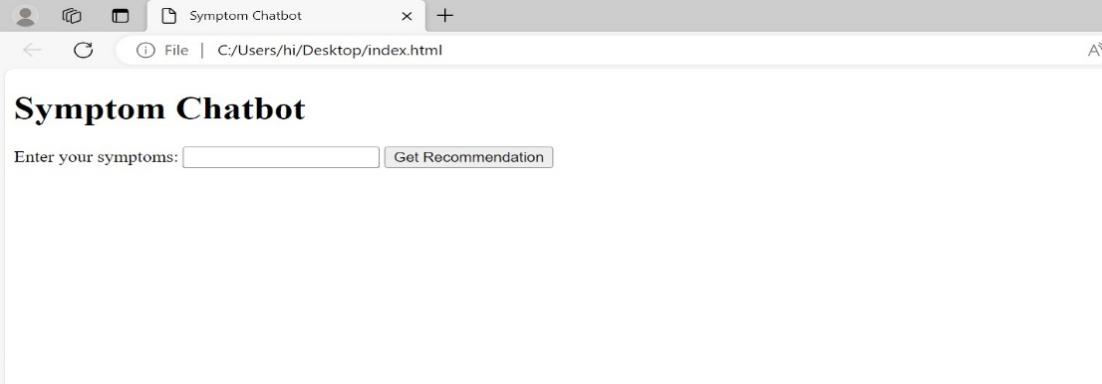 Symptom Chatbot
File | C:/Users/hi/Desktop/index.html
Symptom Chatbot
Enter your symptoms: Get Recommendation